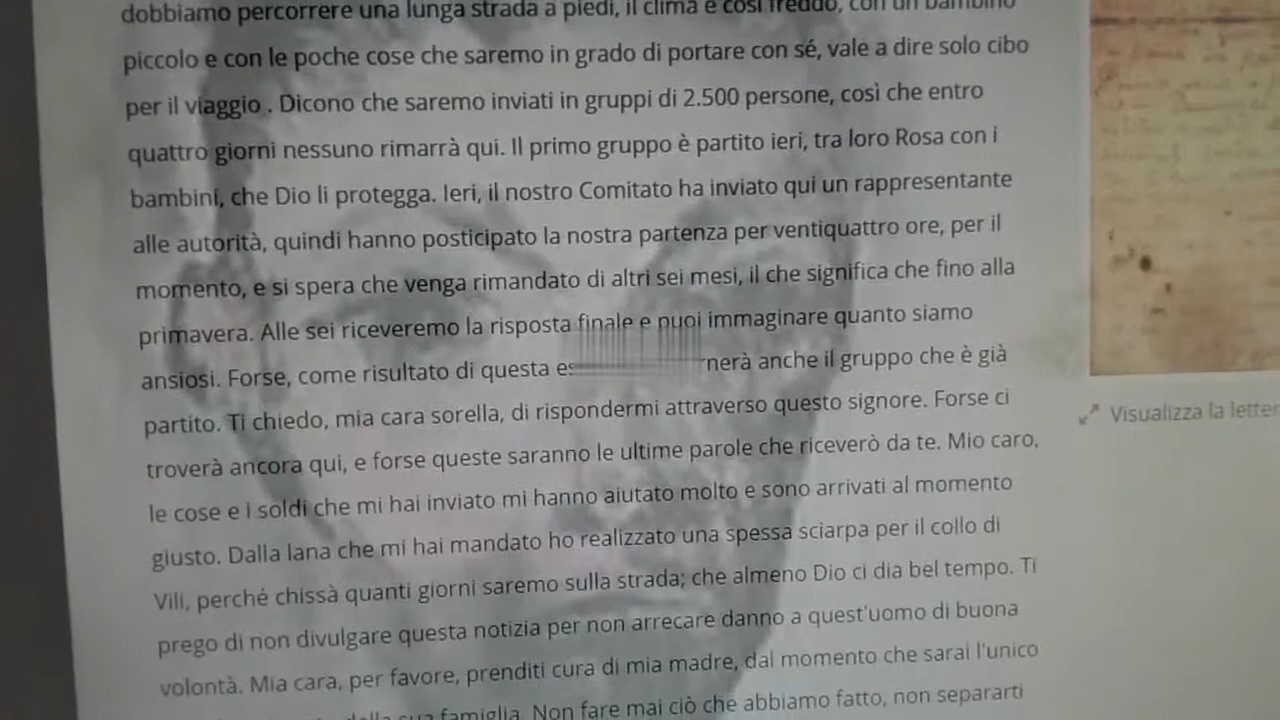 dobbiamo percorrere una lunga strada a piedi, il clima è così freddo, con un bambino
piccolo e con le poche cose che saremo in grado di portare con sé, vale a dire solo cibo
per il viaggio . Dicono che saremo inviati in gruppi di 2.500 persone, così che entro
quattro giorni nessuno rimarrà qui. Il primo gruppo è partito ieri, tra loro Rosa con i
bambini, che Dio li protegga. Ieri, il nostro Comitato ha inviato qui un rappresentante
alle autorità, quindi hanno posticipato la nostra partenza per ventiquattro ore, per il
momento, e si spera che venga rimandato di altri sei mesi, il che significa che fino alla
primavera. Alle sei riceveremo la risposta finale e puoi immaginare quanto siamo
ansiosi. Forse, come risultato di questa anche il gruppo che è già
partito. Ti chiedo, mia cara sorella, di rispondermi attraverso questo signore. Forse ci
troverà ancora qui, e forse queste saranno le ultime parole che riceverò da te. Mio caro,
le cose e i soldi che mi hai inviato mi hanno aiutato molto e sono arrivati al momento
giusto. Dalla lana che mi hai mandato ho realizzato una spessa sciarpa per il collo di
Vili, perché chissà quanti giorni saremo sulla strada; che almeno Dio ci dia bel tempo. Ti
prego di non divulgare questa notizia per non arrecare danno a quest'uomo di buona
volontà. Mia cara, per favore, prenditi cura di mia madre, dal momento che sarai l'unico
della sua famiglia. Non fare mai ciò che abbiamo fatto, non separarti
Visualizza la letter